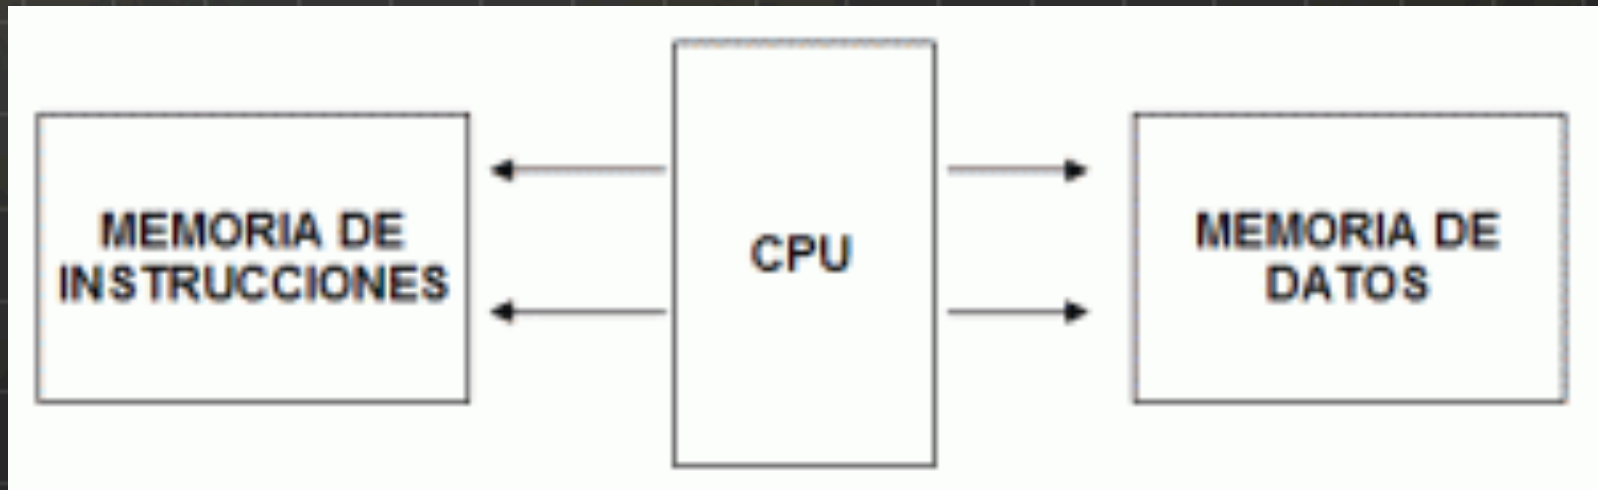 MEMORIA DE
INSTRUCCIONES
CPU
MEMORIA DE
DATOS